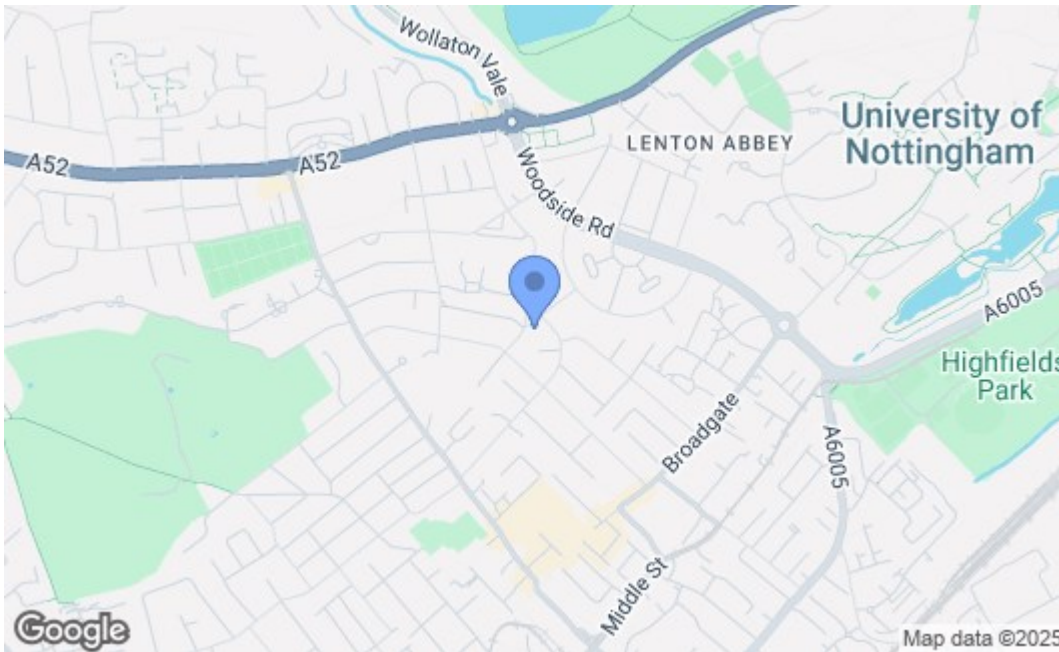 Wollaton Vale
A52
A52
LENTON ABBEY
University of
Nottingham
Woodside Rd
A6005
Highfields
Park
Broadgate
A6005
Middle St
Google
Map data ©2025